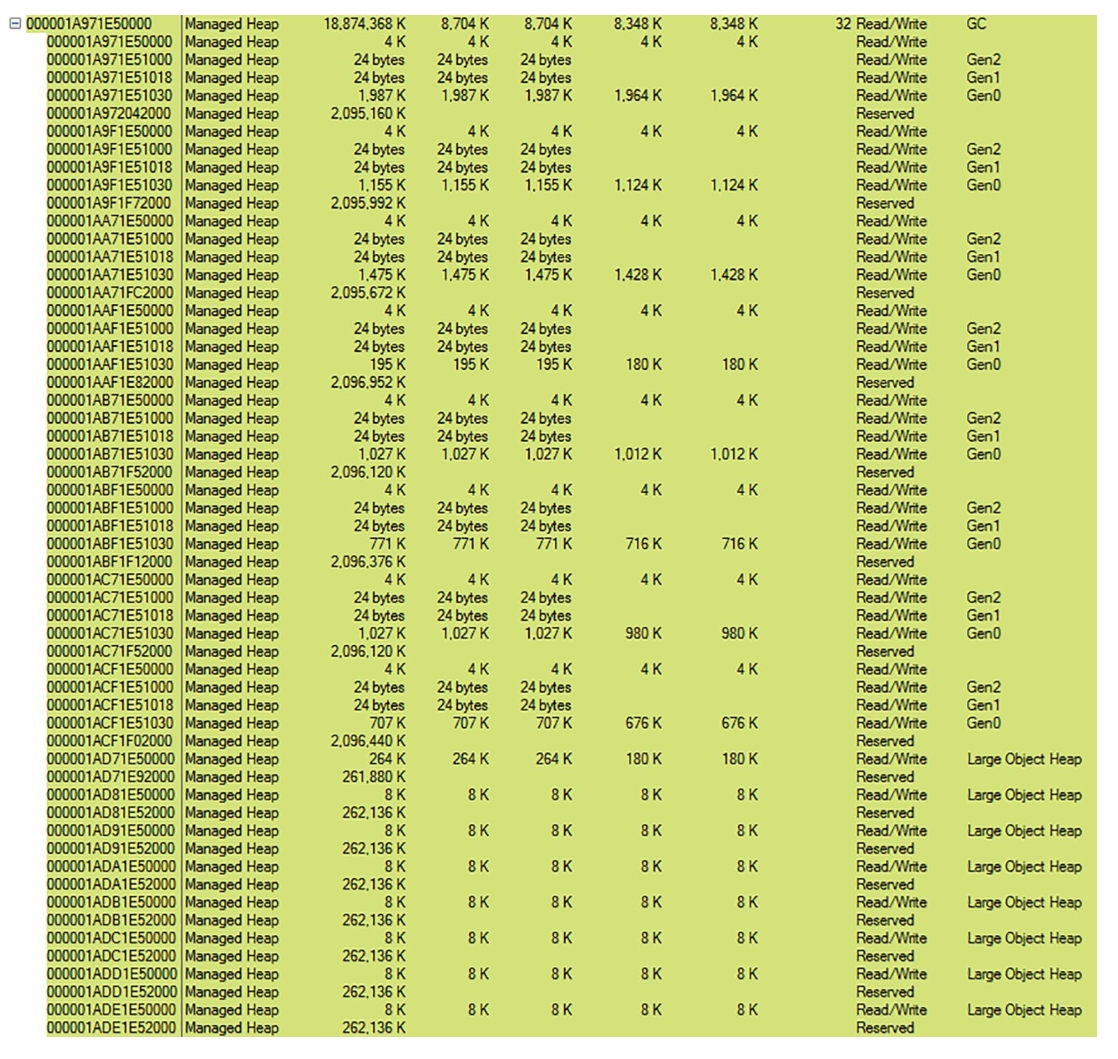 000001A971E50000 Managed Heap 18,874,368 K 8,704 K 8,704 K 8,348 K 8,348 K 32 Read/Write GC
000001A971E50000 Managed Heap 4 K 4 K 4 K 4 K 4 K Read/Write
000001A971E51000 Managed Heap 24 bytes 24 bytes 24 bytes Read/Write Gen2
000001A971E51018 Managed Heap 24 bytes 24 bytes 24 bytes Read/Write Gen1
000001A971E51030 Managed Heap 1,987 K 1,987 K 1,987 K 1,964 K 1,964 K Read/Write Gen0
000001A972042000 Managed Heap 2,095,160 K Reserved
000001A9F1E50000 Managed Heap 4 K 4 K 4 K 4 K 4 K Read/Write
000001A9F1E51000 Managed Heap 24 bytes 24 bytes 24 bytes Read/Write Gen2
000001A9F1E51018 Managed Heap 24 bytes 24 bytes 24 bytes Read/Write Gen1
000001A9F1E51030 Managed Heap 1,155 K 1,155 K 1,155 K 1,124 K 1,124 K Read/Write Gen0
000001A9F1F72000 Managed Heap 2,095,992 K Reserved
000001AA71E50000 Managed Heap 4 K 4 K 4 K 4 K 4 K Read/Write
000001AA71E51000 Managed Heap 24 bytes 24 bytes 24 bytes Read/Write Gen2
000001AA71E51018 Managed Heap 24 bytes 24 bytes 24 bytes Read/Write Gen1
000001AA71E51030 Managed Heap 1,475 K 1,475 K 1,475 K 1,428 K 1,428 K Read/Write Gen0
000001AA71FC2000 Managed Heap 2,095,672 K Reserved
000001AAF1E50000 Managed Heap 4 K 4 K 4 K 4 K 4 K Read/Write
000001AAF1E51000 Managed Heap 24 bytes 24 bytes 24 bytes Read/Write Gen2
000001AAF1E51018 Managed Heap 24 bytes 24 bytes 24 bytes Read/Write Gen1
000001AAF1E51030 Managed Heap 195 K 195 K 195 K 180 K 180 K Read/Write Gen0
000001AAF1E82000 Managed Heap 2,096,952 K Reserved
000001AB71E50000 Managed Heap 4 K 4 K 4 K 4 K 4 K Read/Write
000001AB71E51000 Managed Heap 24 bytes 24 bytes 24 bytes Read/Write Gen2
000001AB71E51018 Managed Heap 24 bytes 24 bytes 24 bytes Read/Write Gen1
000001AB71E51030 Managed Heap 1,027 K 1,027 K 1,027 K 1,012 K 1,012 K Read/Write Gen0
000001AB71F52000 Managed Heap 2,096,120 K Reserved
000001ABF1E50000 Managed Heap 4 K 4 K 4 K 4 K 4 K Read/Write
000001ABF1E51000 Managed Heap 24 bytes 24 bytes 24 bytes Read/Write Gen2
000001ABF1E51018 Managed Heap 24 bytes 24 bytes 24 bytes Read/Write Gen1
000001ABF1E51030 Managed Heap 771 K 771 K 771 K 716 K 716 K Read/Write Gen0
000001ABF1F12000 Managed Heap 2,096,376 K Reserved
000001AC71E50000 Managed Heap 4 K 4 K 4 K 4 K 4 K Read/Write
000001AC71E51000 Managed Heap 24 bytes 24 bytes 24 bytes Read/Write Gen2
000001AC71E51018 Managed Heap 24 bytes 24 bytes 24 bytes Read/Write Gen1
000001AC71E51030 Managed Heap 1,027 K 1,027 K 1,027 K 980 K 980 K Read/Write Gen0
000001AC71F52000 Managed Heap 2,096,120 K Reserved
000001ACF1E50000 Managed Heap 4 K 4 K 4 K 4 K 4 K Read/Write
000001ACF1E51000 Managed Heap 24 bytes 24 bytes 24 bytes Read/Write Gen2
000001ACF1E51018 Managed Heap 24 bytes 24 bytes 24 bytes Read/Write Gen1
000001ACF1E51030 Managed Heap 707 K 707 K 707 K 676 K 676 K Read/Write Gen0
000001ACF1F02000 Managed Heap 2,096,440 K Reserved
000001AD71E50000 Managed Heap 264 K 264 K 264 K 180 K 180 K Read/Write Large Object Heap
000001AD71E92000 Managed Heap 261,880 K Reserved
000001AD81E50000 Managed Heap 8 K 8 K 8 K 8 K 8 K Read/Write Large Object Heap
000001AD81E52000 Managed Heap 262,136 K Reserved
000001AD91E50000 Managed Heap 8 K 8 K 8 K 8 K 8 K Read/Write Large Object Heap
000001AD91E52000 Managed Heap 262,136 K Reserved
000001ADA1E50000 Managed Heap 8 K 8 K 8 K 8 K 8 K Read/Write Large Object Heap
000001ADA1E52000 Managed Heap 262,136 K Reserved
000001ADB1E50000 Managed Heap 8 K 8 K 8 K 8 K 8 K Read/Write Large Object Heap
000001ADB1E52000 Managed Heap 262,136 K Reserved
000001ADC1E50000 Managed Heap 8 K 8 K 8 K 8 K 8 K Read/Write Large Object Heap
000001ADC1E52000 Managed Heap 262,136 K Reserved
000001ADD1E50000 Managed Heap 8 K 8 K 8 K 8 K 8 K Read/Write Large Object Heap
000001ADD1E52000 Managed Heap 262,136 K Reserved
000001ADE1E50000 Managed Heap 8 K 8 K 8 K 8 K 8 K Read/Write Large Object Heap
000001ADE1E52000 Managed Heap 262,136 K Reserved